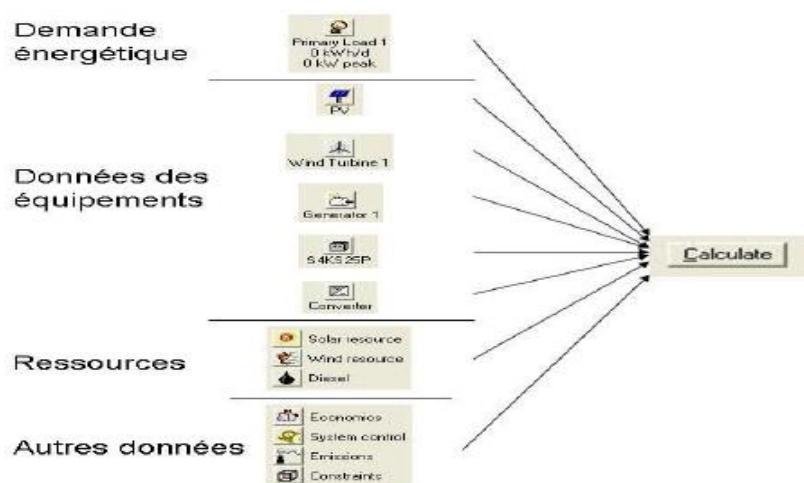 Demande
énergétique
Primary Load 1
0 kWh/d
0 kW peak
PV
Données des
équipements
Wind Turbine 1
Generator 1
S4KS25P
Converter
Calculate
Ressources
Solar resource
Wind resource
Diesel
Autres données
Economics
System control
Emissions
Constraints